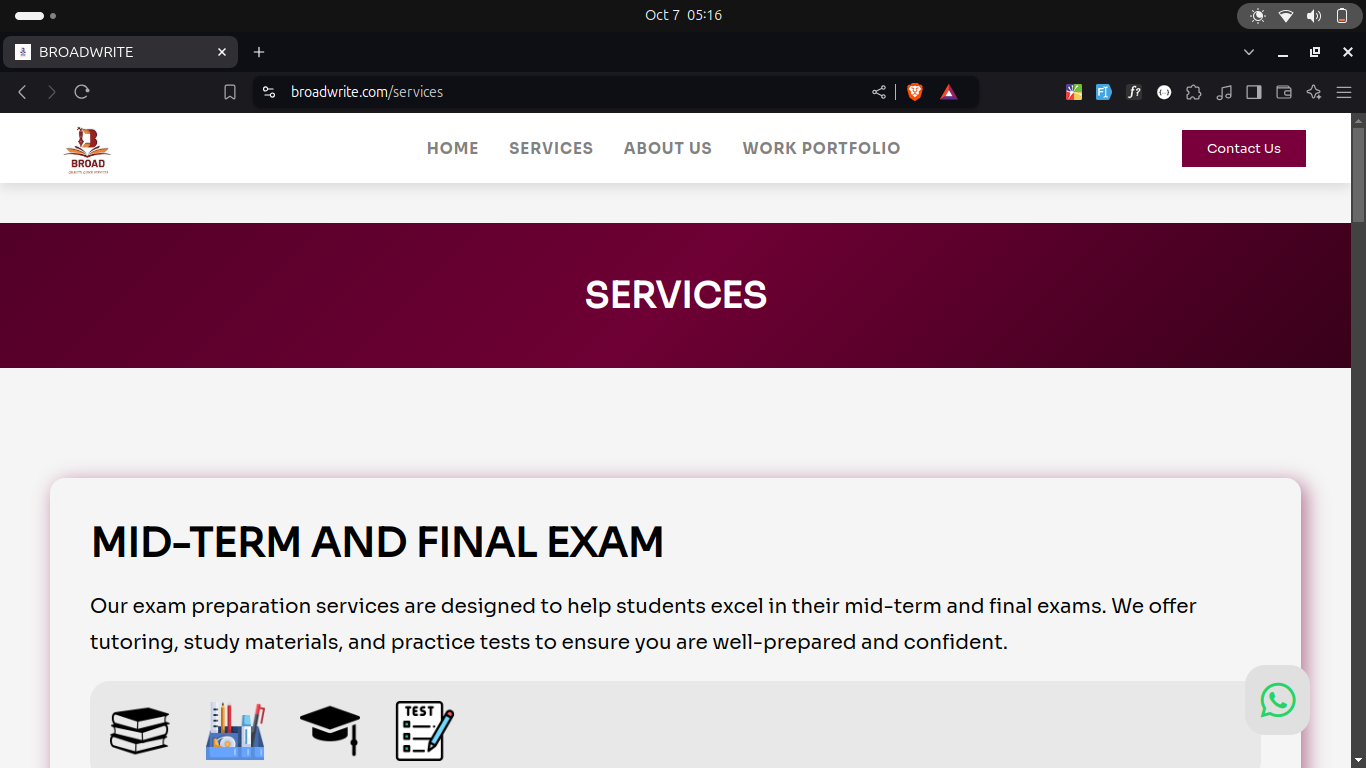 Oct 7 05:16
BROADWRITE
broadwrite.com/services
BROAD
HOME SERVICES ABOUT US WORK PORTFOLIO
Contact Us
SERVICES
MID-TERM AND FINAL EXAM
Our exam preparation services are designed to help students excel in their mid-term and final exams. We offer
tutoring, study materials, and practice tests to ensure you are well-prepared and confident.
TEST